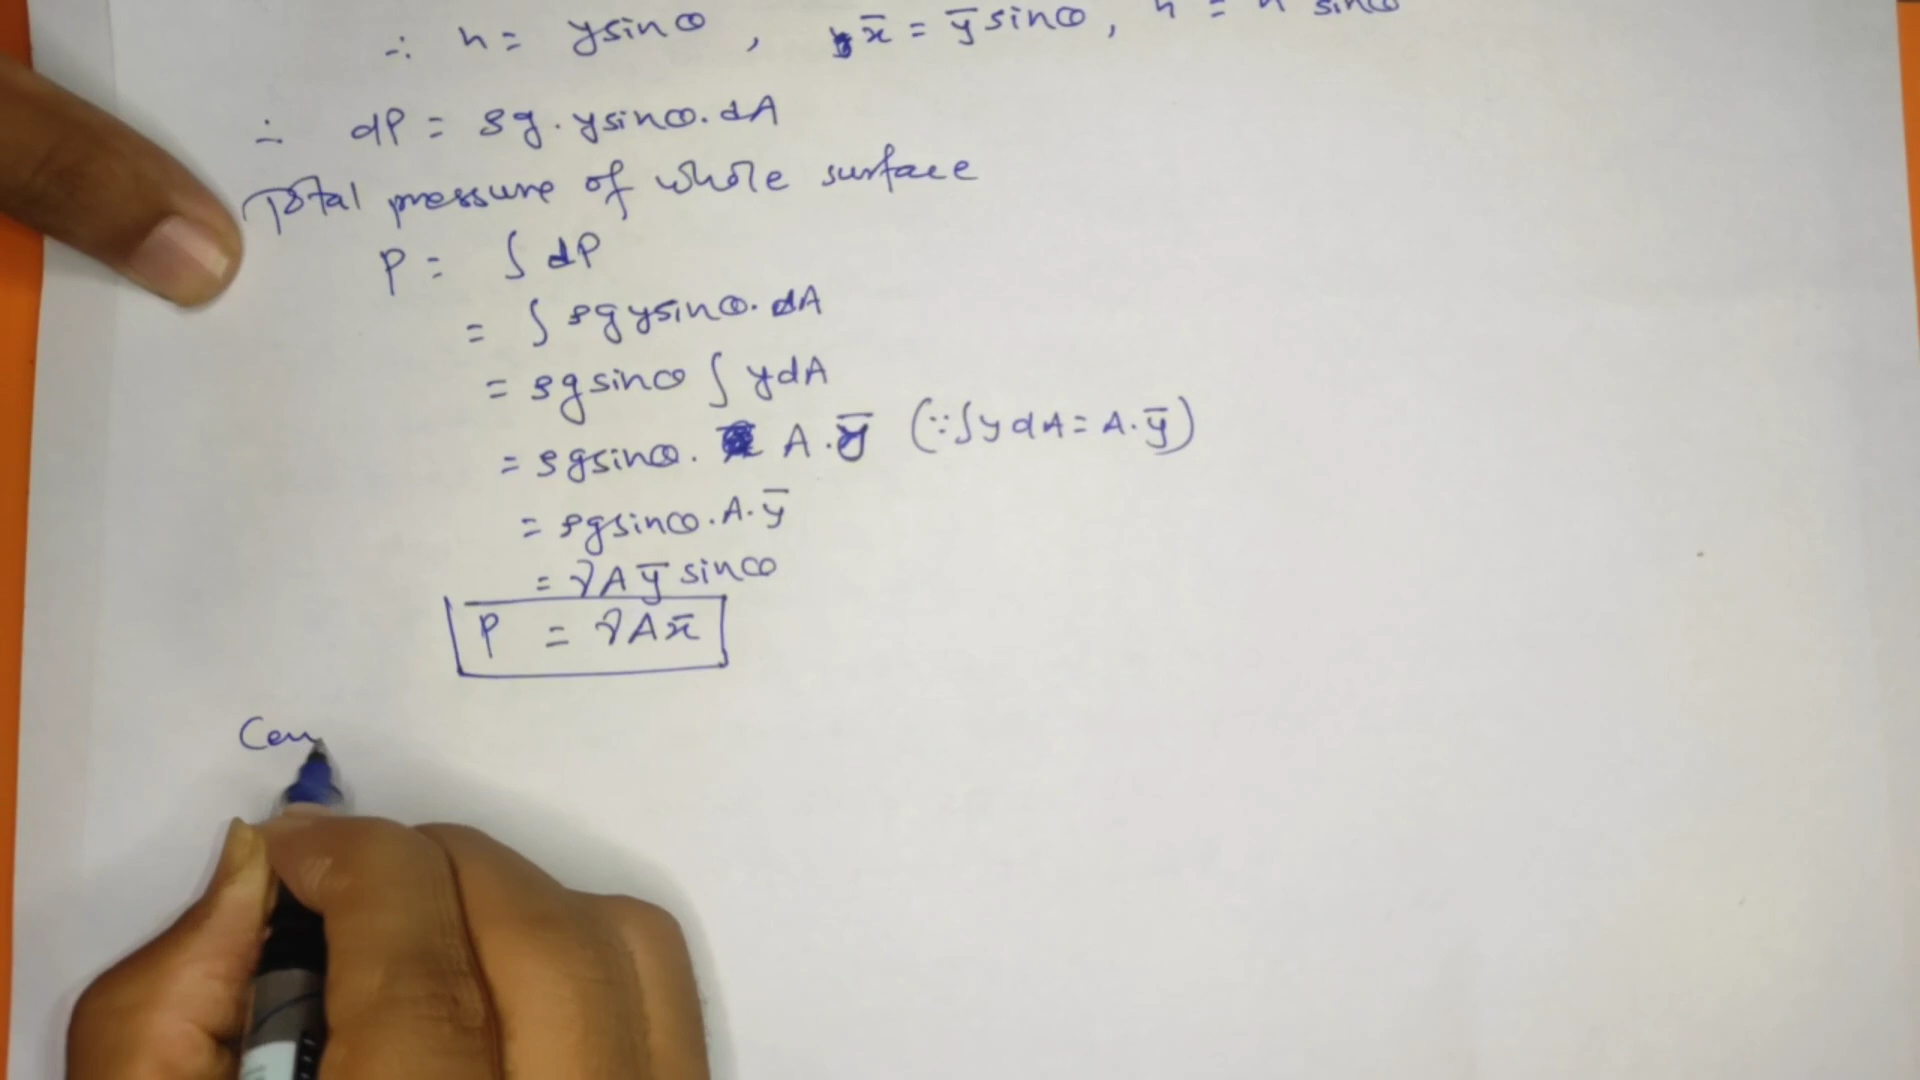 ∴ h = y sinθ , x̄ = ȳ sinθ , h = h sinθ
∴ dP = ρg. y sinθ. dA
Total pressure of whole surface
P = ∫ dP
= ∫ ρg y sinθ. dA
= ρg sinθ ∫ y dA
= ρg sinθ. A. ȳ (∵ ∫ y dA = A. ȳ)
= ρg sinθ. A. ȳ
= γ A ȳ sinθ
P = γ A x̄
Cen